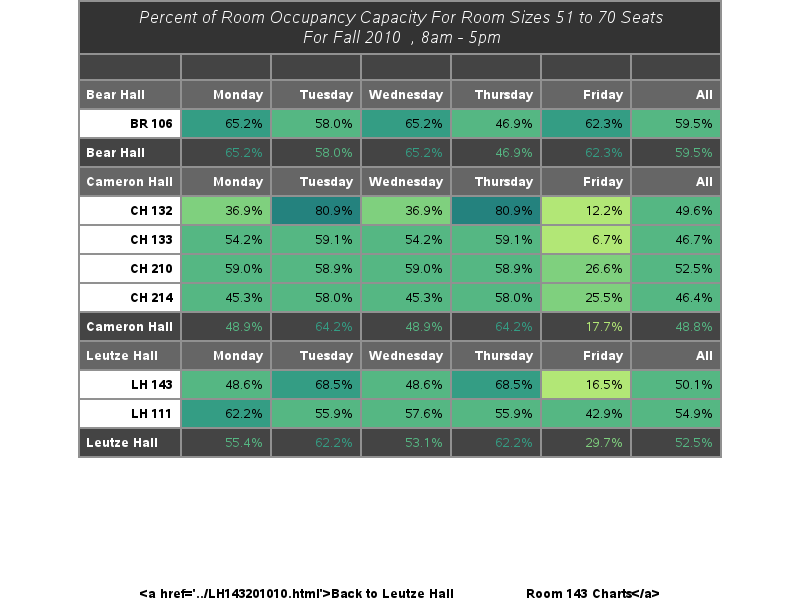 Percent of Room Occupancy Capacity For Room Sizes 51 to 70 Seats
For Fall 2010 , 8am - 5pm
Bear Hall Monday Tuesday Wednesday Thursday Friday All
BR 106 65.2% 58.0% 65.2% 46.9% 62.3% 59.5%
Bear Hall 65.2% 58.0% 65.2% 46.9% 62.3% 59.5%
Cameron Hall Monday Tuesday Wednesday Thursday Friday All
CH 132 36.9% 80.9% 36.9% 80.9% 12.2% 49.6%
CH 133 54.2% 59.1% 54.2% 59.1% 6.7% 46.7%
CH 210 59.0% 58.9% 59.0% 58.9% 26.6% 52.5%
CH 214 45.3% 58.0% 45.3% 58.0% 25.5% 46.4%
Cameron Hall 48.9% 64.2% 48.9% 64.2% 17.7% 48.8%
Leutze Hall Monday Tuesday Wednesday Thursday Friday All
LH 143 48.6% 68.5% 48.6% 68.5% 16.5% 50.1%
LH 111 62.2% 55.9% 57.6% 55.9% 42.9% 54.9%
Leutze Hall 55.4% 62.2% 53.1% 62.2% 29.7% 52.5%
<a href='../LH143201010.html'>Back to Leutze Hall Room 143 Charts</a>